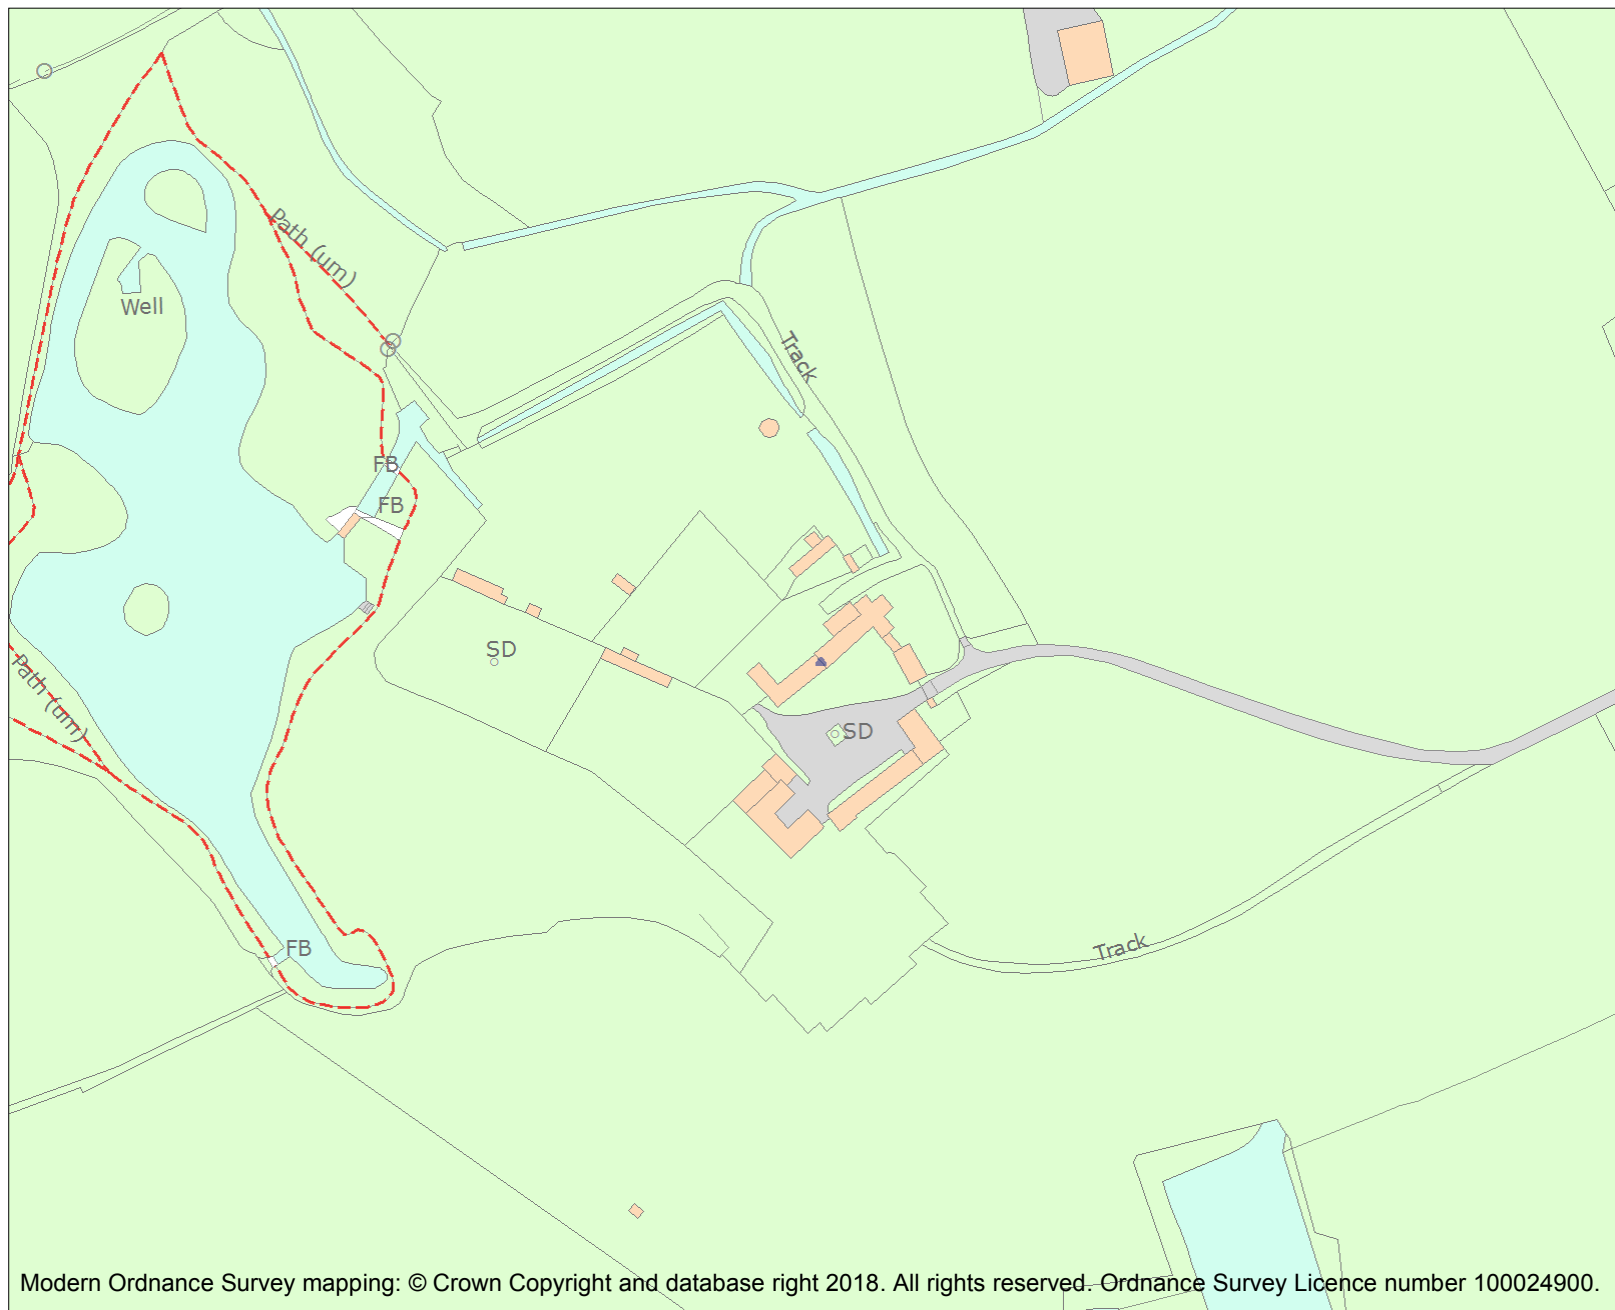 Path (um)
Well
Track
FB
FB
SD
Path (um)
SD
FB
Track
Modern Ordnance Survey mapping: © Crown Copyright and database right 2018. All rights reserved. Ordnance Survey Licence number 100024900.